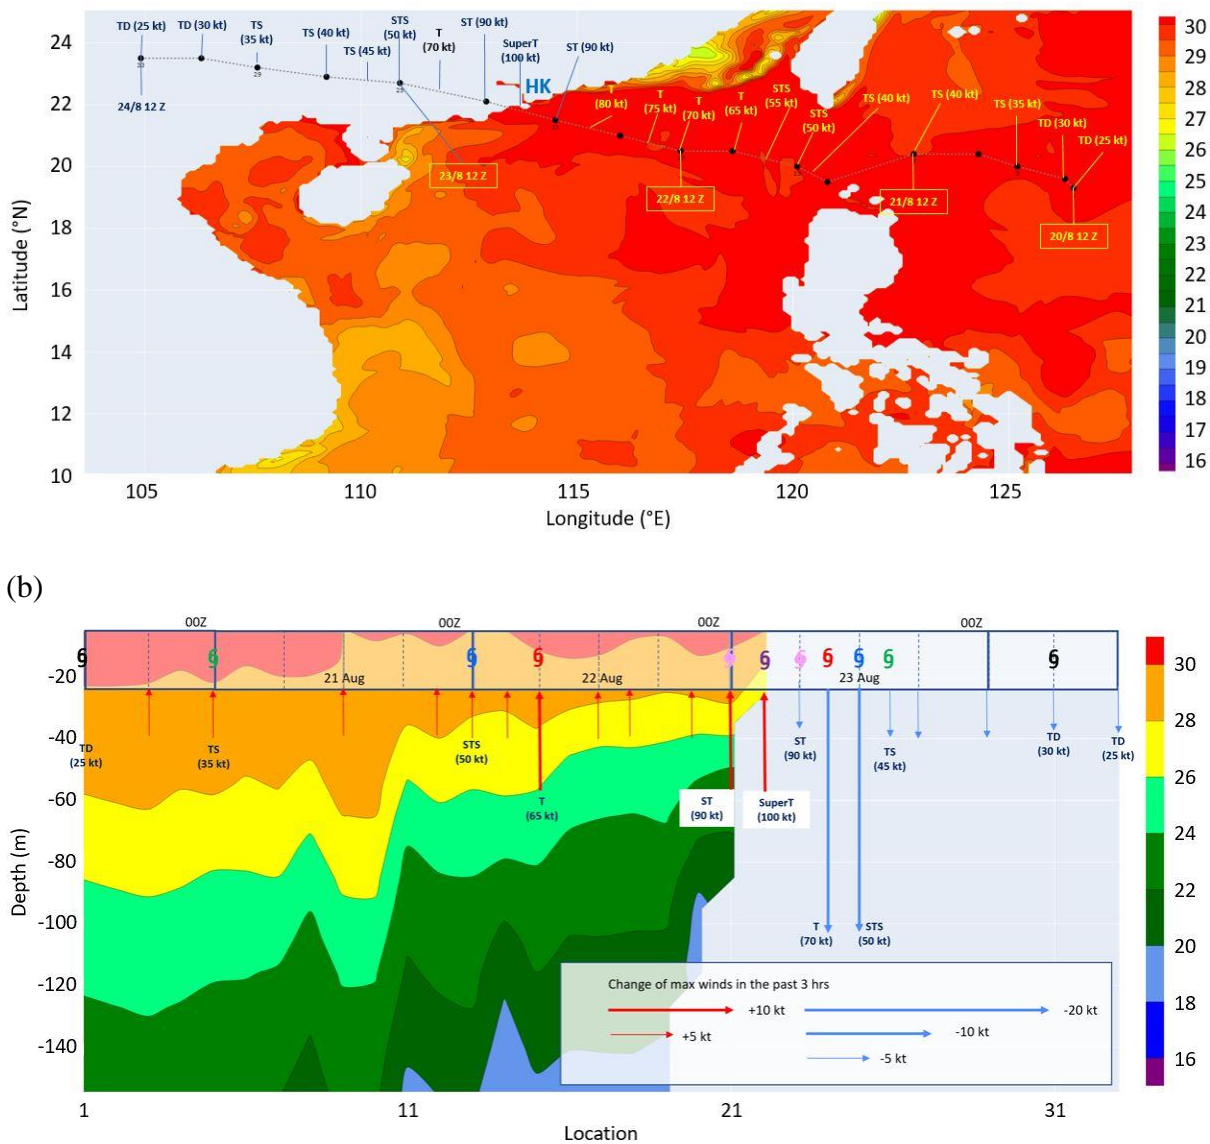 TD (25 kt)
TD (30 kt)
TS
(35 kt)
TS (40 kt)
TS (45 kt)
STS
(50 kt)
T
(70 kt)
ST (90 kt)
SuperT
(100 kt)
ST (90 kt)
HK
T
(80 kt)
T
(75 kt)
T
(70 kt)
T
(65 kt)
STS
(55 kt)
STS
(50 kt)
TS (40 kt)
TS (40 kt)
TS (35 kt)
TD (30 kt)
TD (25 kt)
24/8 12 Z
23/8 12 Z
22/8 12 Z
21/8 12 Z
20/8 12 Z
29
24
22
20
18
16
14
12
10
Latitude (°N)
105
110
115
120
125
Longitude (°E)
30
29
28
27
26
25
24
23
22
21
20
19
18
17
16
(b)
00Z
00Z
00Z
00Z
21 Aug
22 Aug
23 Aug
TD
(25 kt)
TS
(35 kt)
STS
(50 kt)
T
(65 kt)
ST
(90 kt)
SuperT
(100 kt)
ST
(90 kt)
TS
(45 kt)
TD
(30 kt)
TD
(25 kt)
T
(70 kt)
STS
(50 kt)
Change of max winds in the past 3 hrs
+10 kt
-20 kt
+5 kt
-10 kt
-5 kt
-20
-40
-60
-80
-100
-120
-140
Depth (m)
1
11
21
31
Location
30
28
26
24
22
20
18
16